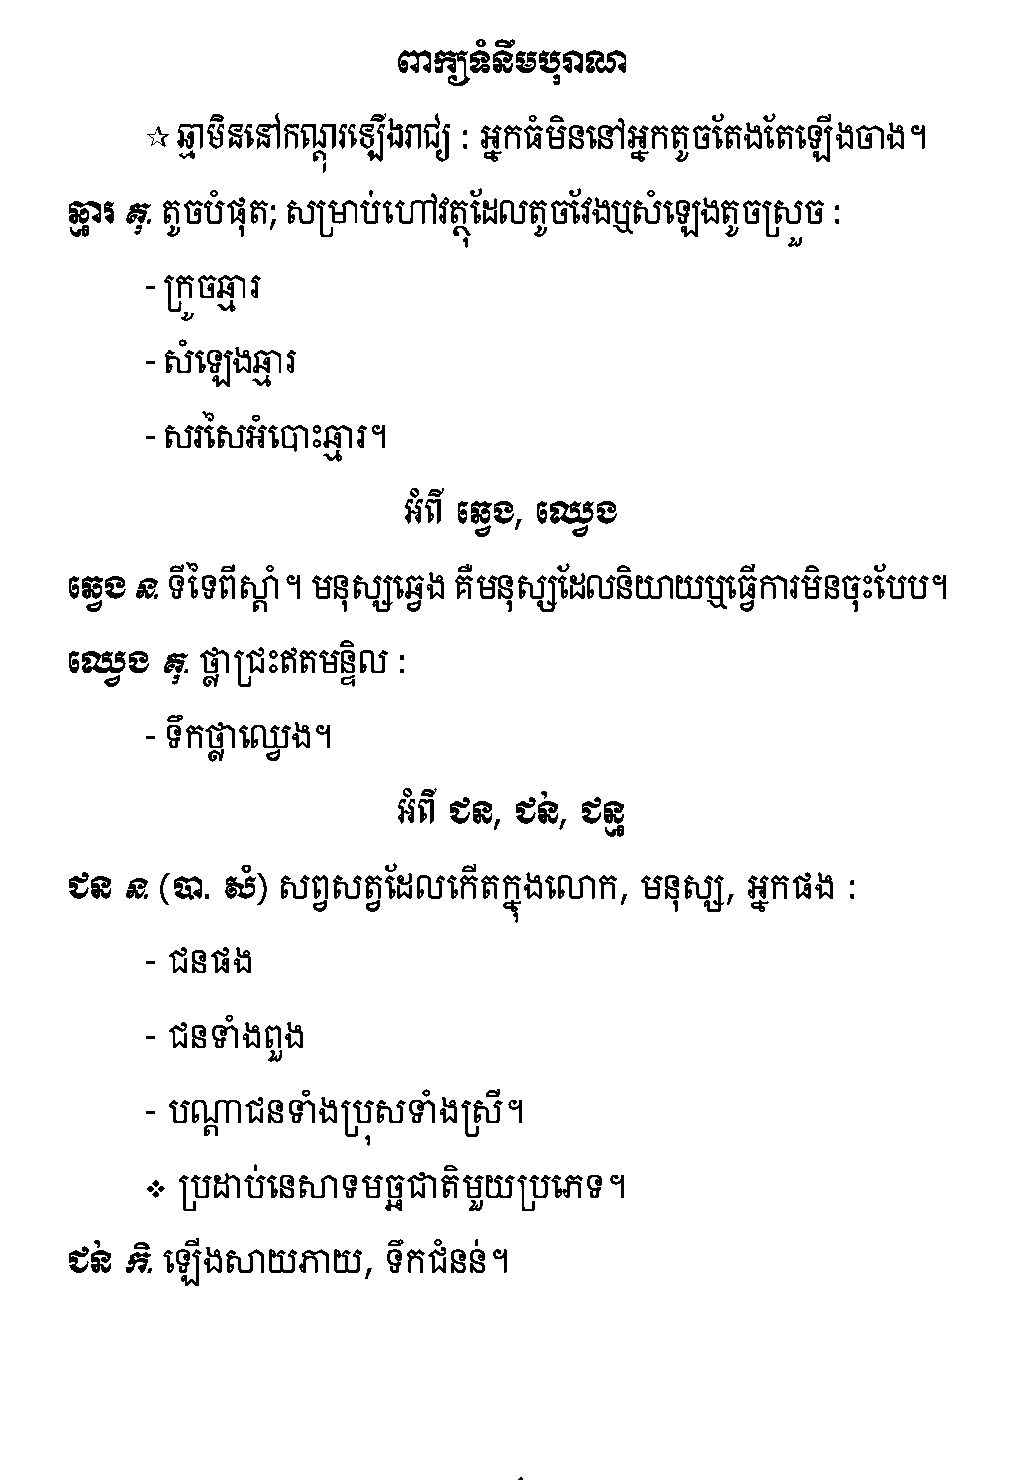 ពាក្យទំនឹមបុរាណ
☆ ឆ្មាមិននៅកណ្ដុរឡើងរាជ្យ : អ្នកធំមិននៅអ្នកតូចតែងតែឡើងចាង។
ឆ្មារ គុ. តូចបំផុត; សម្រាប់ហៅវត្ថុដែលតូចវែងឬសំឡេងតូចស្រួច :
- ក្រូចឆ្មារ
- សំឡេងឆ្មារ
- សរសៃអំបោះឆ្មារ។
អំពី ឆ្វេង, ឈ្វេង
ឆ្វេង ន. ទីទៃពីស្ដាំ។ មនុស្សឆ្វេង គឺមនុស្សដែលនិយាយឬធ្វើការមិនចុះបែប។
ឈ្វេង គុ. ថ្លាជ្រះឥតមន្ទិល :
- ទឹកថ្លាឈ្វេង។
អំពី ជន, ជន់, ជន្ម
ជន ន. (បា. សំ) សព្វសត្វដែលកើតក្នុងលោក, មនុស្ស, អ្នកផង :
- ជនផង
- ជនទាំងពួង
- បណ្ដាជនទាំងប្រុសទាំងស្រី។
❖ ប្រដាប់នេសាទមច្ឆជាតិមួយប្រភេទ។
ជន់ កិ. ឡើងសាយភាយ, ទឹកជំនន់។